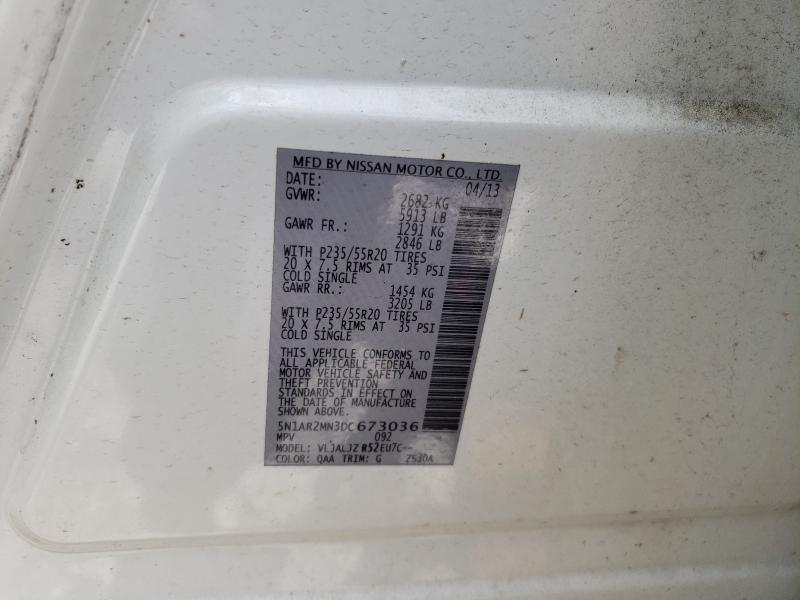 MFD BY NISSAN MOTOR CO., LTD.
DATE: 04/13
GVWR: 2682 KG
5913 LB
GAWR FR.: 1291 KG
2846 LB
WITH P235/55R20 TIRES
20 X 7.5 RIMS AT 35 PSI
COLD SINGLE
GAWR RR.: 1454 KG
3205 LB
WITH P235/55R20 TIRES
20 X 7.5 RIMS AT 35 PSI
COLD SINGLE
THIS VEHICLE CONFORMS TO
ALL APPLICABLE FEDERAL
MOTOR VEHICLE SAFETY AND
THEFT PREVENTION
STANDARDS IN EFFECT ON
THE DATE OF MANUFACTURE
SHOWN ABOVE.
5N1AR2MN3DC673036
MPV 092
MODEL: VLJALJZ R52EU7C--
COLOR: QAA TRIM: G Z530A